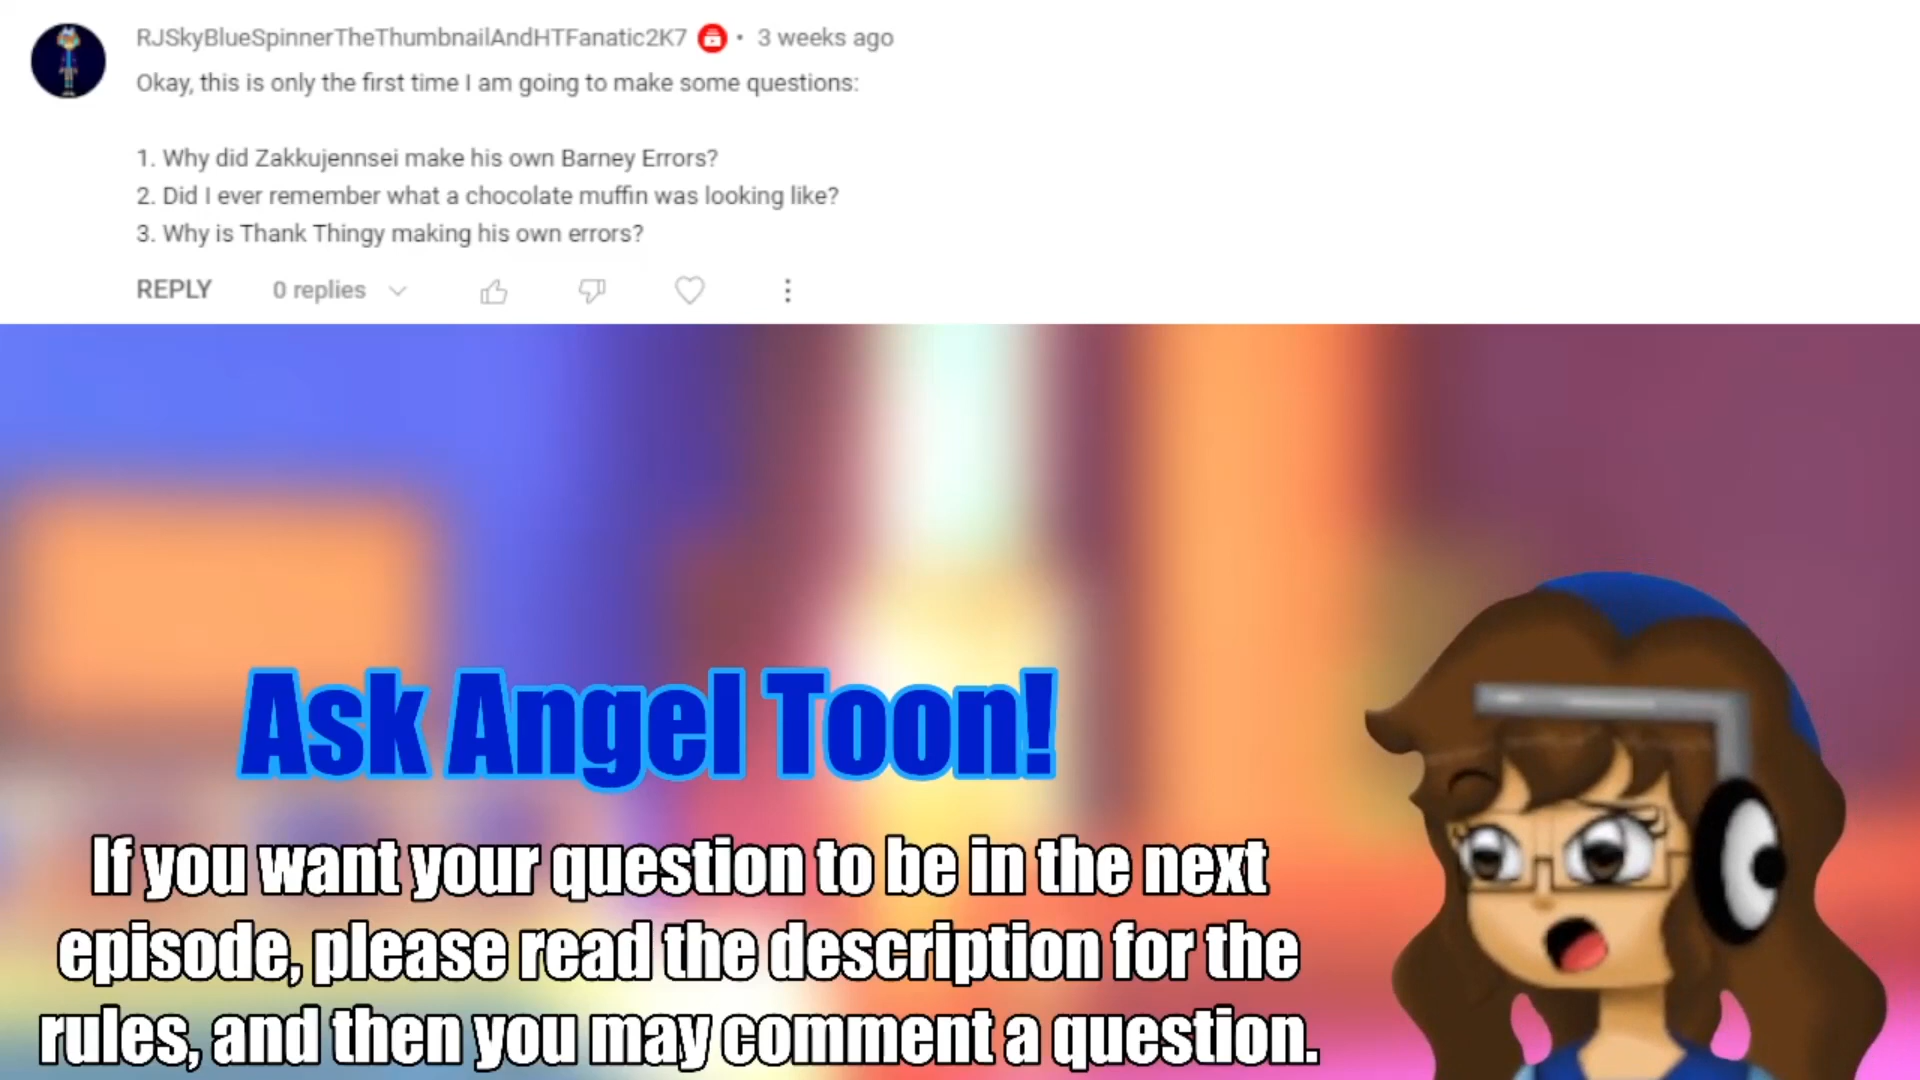 RJSkyBlueSpinnerTheThumbnailAndHTFanatic2K7 • 3 weeks ago
Okay, this is only the first time I am going to make some questions:
1. Why did Zakkujennsei make his own Barney Errors?
2. Did I ever remember what a chocolate muffin was looking like?
3. Why is Thank Thingy making his own errors?
REPLY 0 replies
Ask Angel Toon!
If you want your question to be in the next
episode, please read the description for the
rules, and then you may comment a question.